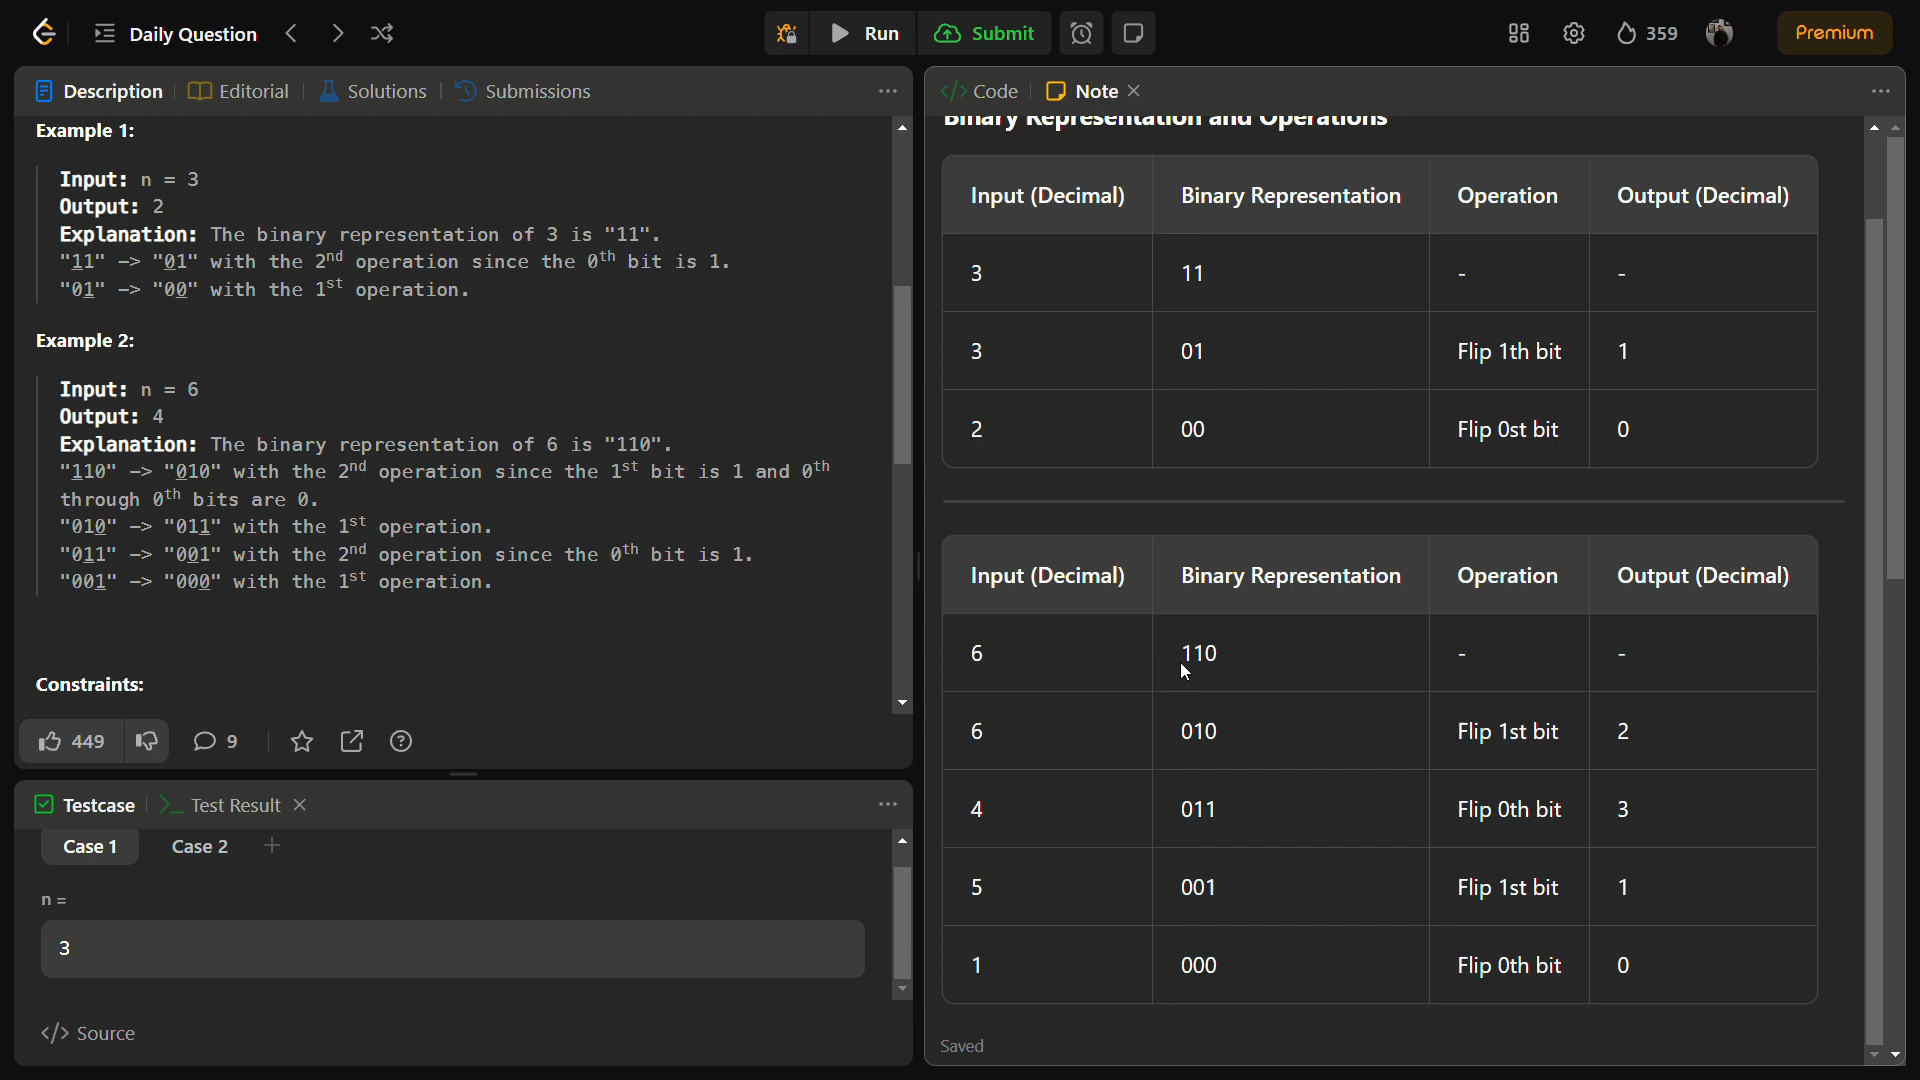 Daily Question
Run
Submit
359
Premium
Description
Editorial
Solutions
Submissions
Example 1:
Input: n = 3
Output: 2
Explanation: The binary representation of 3 is "11".
"11" -> "01" with the 2nd operation since the 0th bit is 1.
"01" -> "00" with the 1st operation.
Example 2:
Input: n = 6
Output: 4
Explanation: The binary representation of 6 is "110".
"110" -> "010" with the 2nd operation since the 1st bit is 1 and 0th
through 0th bits are 0.
"010" -> "011" with the 1st operation.
"011" -> "001" with the 2nd operation since the 0th bit is 1.
"001" -> "000" with the 1st operation.
Constraints:
449
9
Testcase
>_ Test Result
Case 1
Case 2
n =
3
</> Source
</> Code
Note
Binary Representation and Operations
Input (Decimal) Binary Representation Operation Output (Decimal)
3 11 - -
3 01 Flip 1th bit 1
2 00 Flip 0st bit 0
Input (Decimal) Binary Representation Operation Output (Decimal)
6 110 - -
6 010 Flip 1st bit 2
4 011 Flip 0th bit 3
5 001 Flip 1st bit 1
1 000 Flip 0th bit 0
Saved